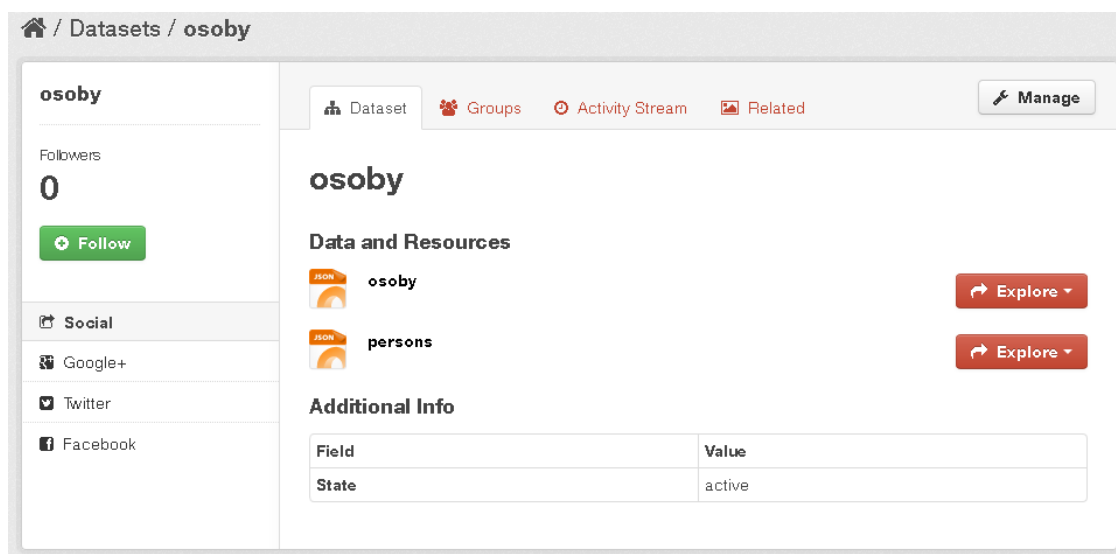 / Datasets / osoby
osoby
Followers
0
Follow
Social
Google+
Twitter
Facebook
Dataset Groups Activity Stream Related Manage
osoby
Data and Resources
JSON osoby Explore
JSON persons Explore
Additional Info
Field Value
State active